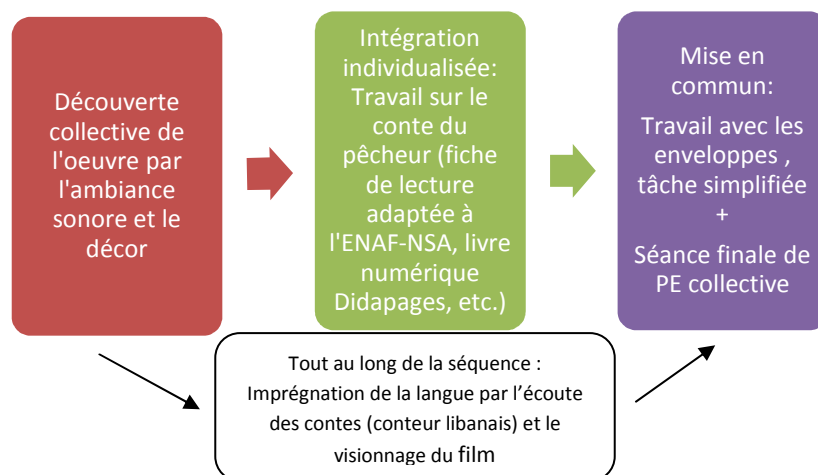 Découverte
collective de
l'oeuvre par
l'ambiance
sonore et le
décor
Intégration
individualisée:
Travail sur le
conte du
pêcheur (fiche
de lecture
adaptée à
l'ENAF-NSA, livre
numérique
Didapages, etc.)
Mise en
commun:
Travail avec les
enveloppes ,
tâche simplifiée
+
Séance finale de
PE collective
Tout au long de la séquence :
Imprégnation de la langue par l'écoute
des contes (conteur libanais) et le
visionnage du film